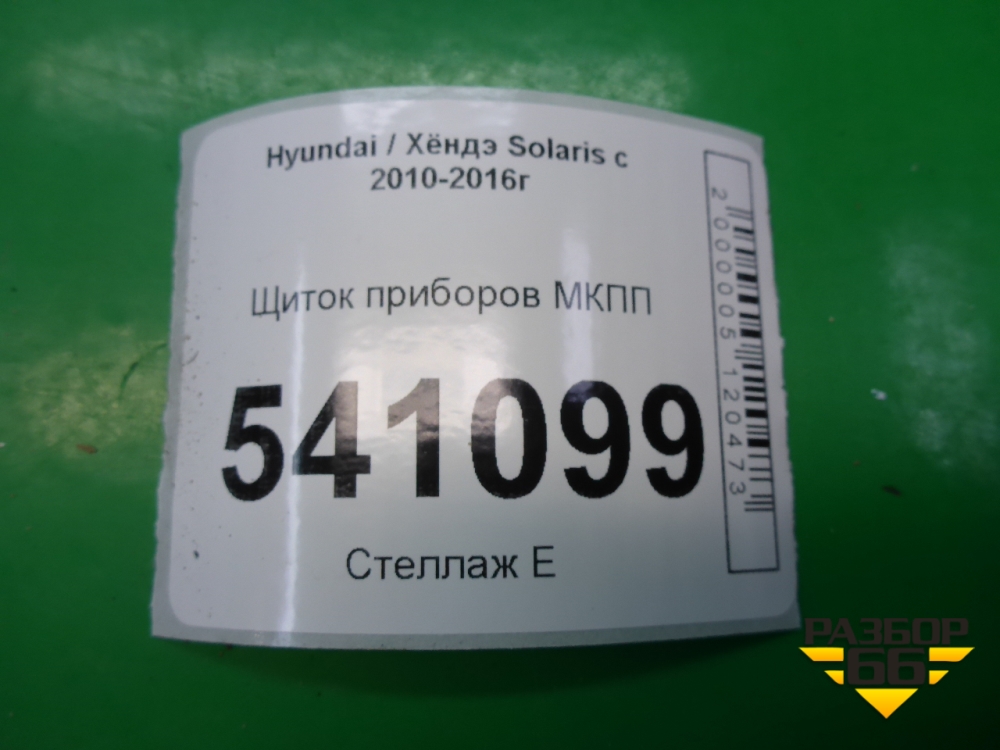 Hyundai / Хёндэ Solaris с
2010-2016г
Щиток приборов МКПП
541099
Стеллаж Е
2000005120473
РАЗБОР
66